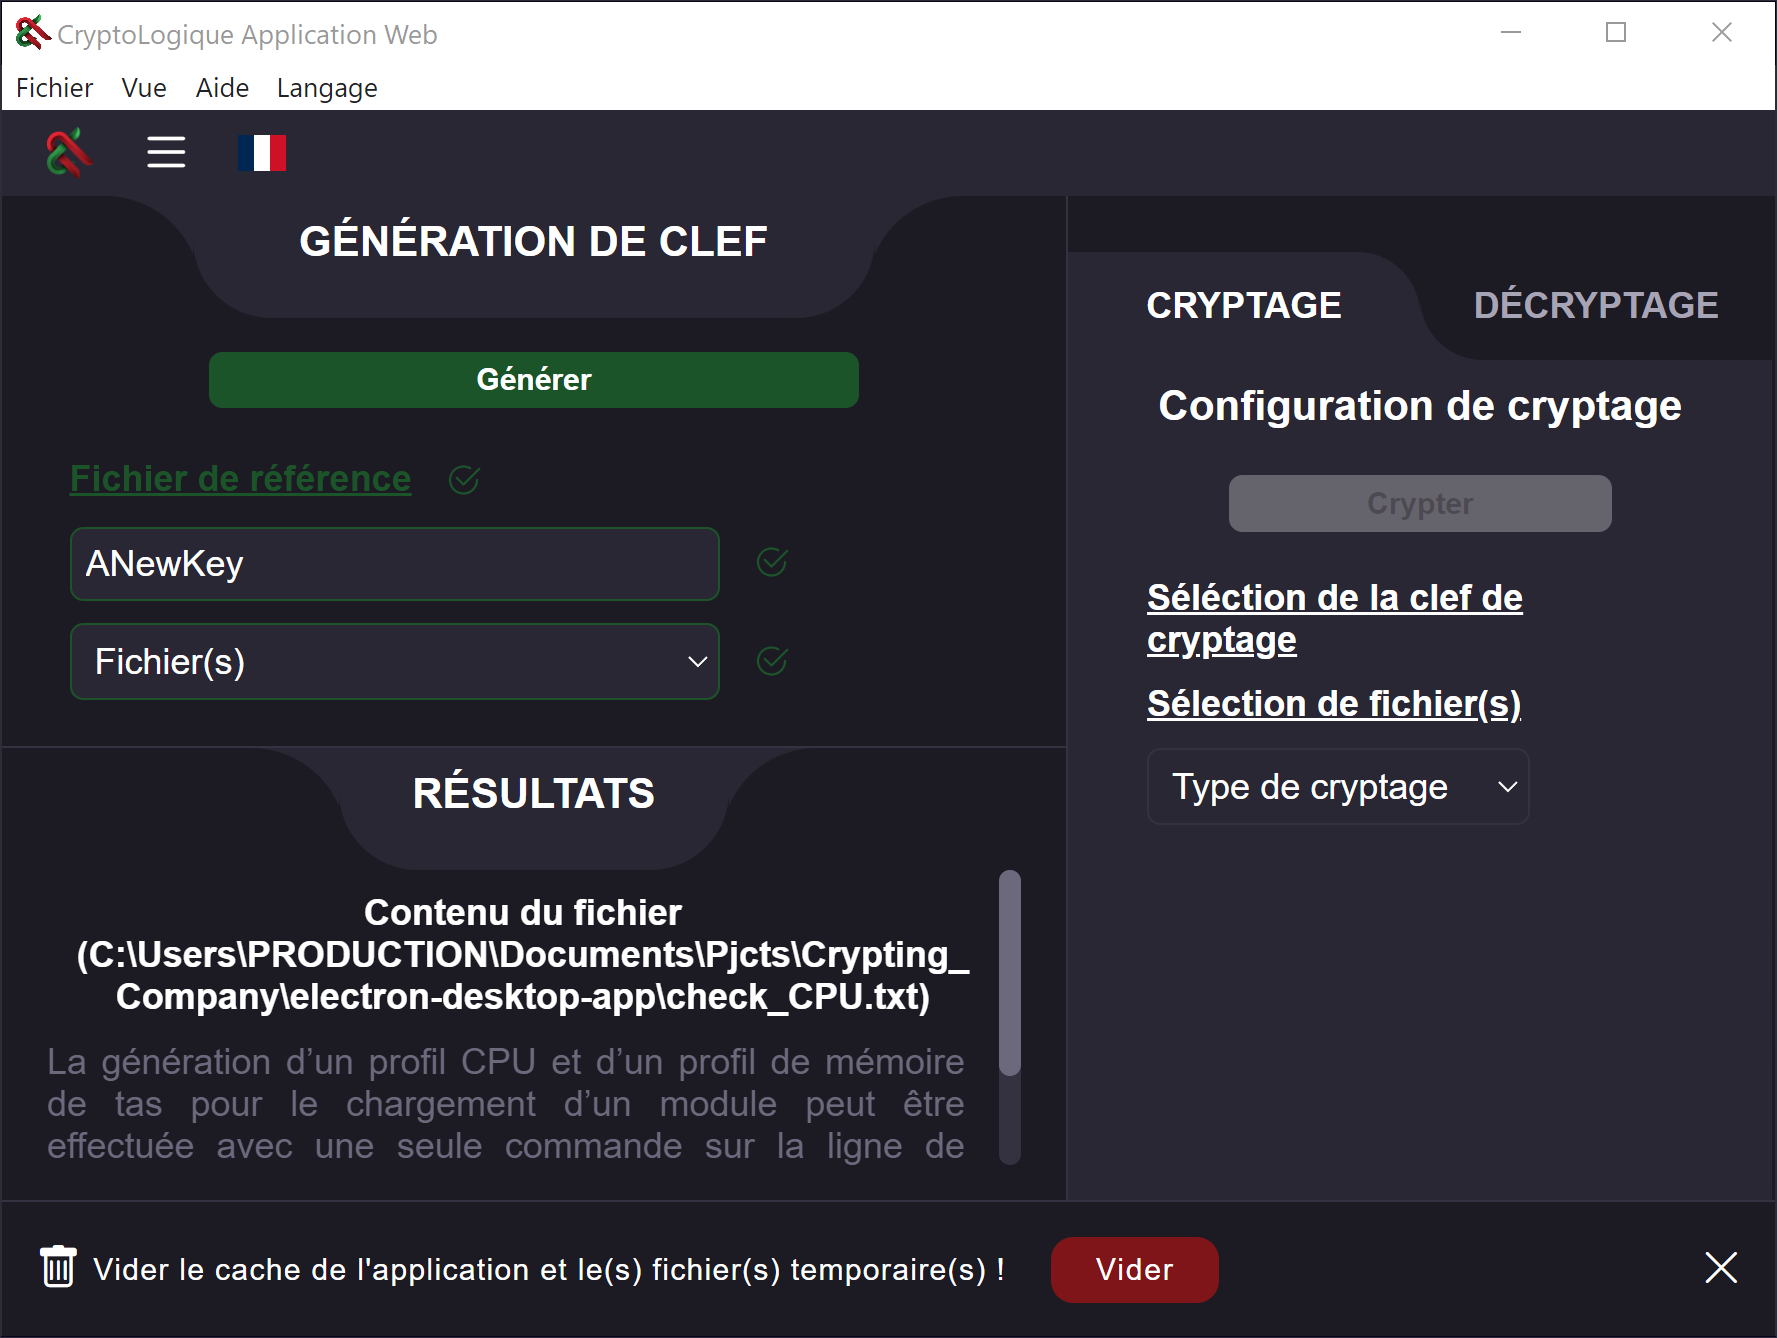 CryptoLogique Application Web
Fichier Vue Aide Langage
GÉNÉRATION DE CLEF
Générer
Fichier de référence
ANewKey
Fichier(s)
RÉSULTATS
Contenu du fichier
(C:\Users\PRODUCTION\Documents\Pjcts\Crypting_
Company\electron-desktop-app\check_CPU.txt)
La génération d’un profil CPU et d’un profil de mémoire
de tas pour le chargement d’un module peut être
effectuée avec une seule commande sur la ligne de
CRYPTAGE
DÉCRYPTAGE
Configuration de cryptage
Crypter
Séléction de la clef de
cryptage
Sélection de fichier(s)
Type de cryptage
Vider le cache de l'application et le(s) fichier(s) temporaire(s) !
Vider